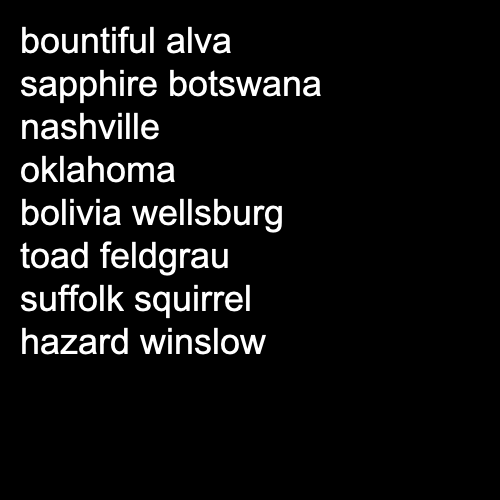 bountiful alva
sapphire botswana
nashville
oklahoma
bolivia wellsburg
toad feldgrau
suffolk squirrel
hazard winslow